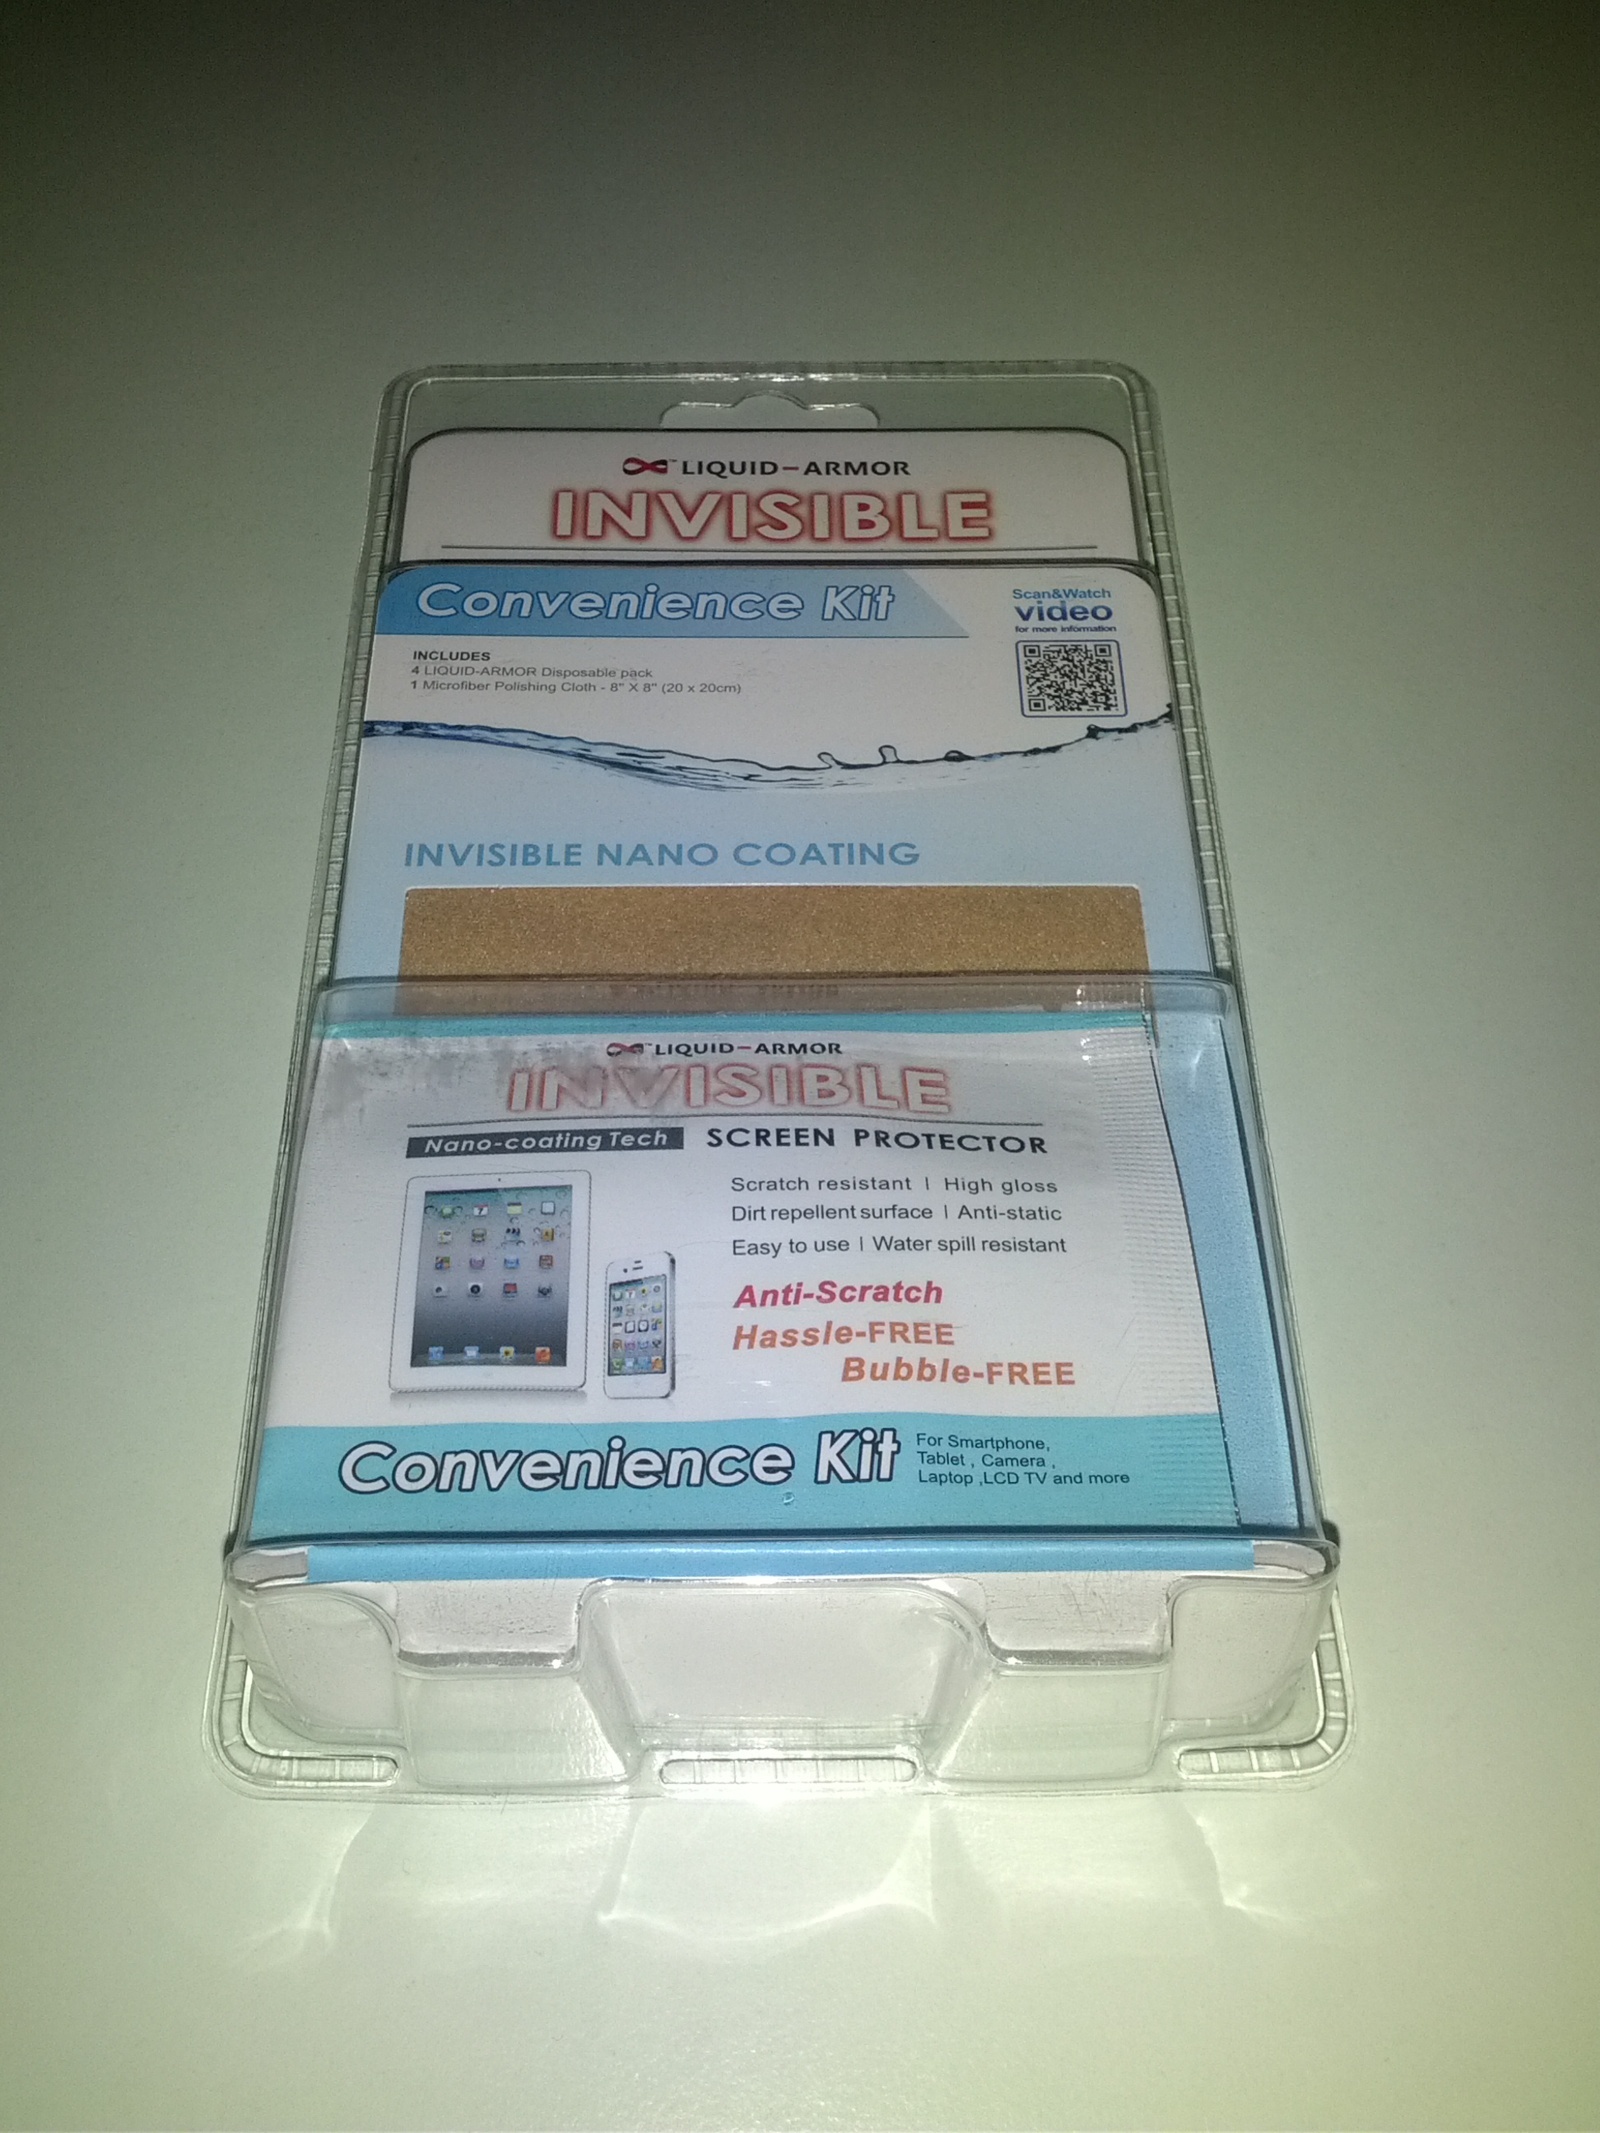 ™ LIQUID-ARMOR
INVISIBLE
Convenience Kit
Scan&Watch
video
for more information
INCLUDES
4 LIQUID-ARMOR Disposable pack
1 Microfiber Polishing Cloth - 8" X 8" (20 x 20cm)
INVISIBLE NANO COATING
™ LIQUID-ARMOR
INVISIBLE
Nano-coating Tech SCREEN PROTECTOR
Scratch resistant | High gloss
Dirt repellent surface | Anti-static
Easy to use | Water spill resistant
Anti-Scratch
Hassle-FREE
Bubble-FREE
Convenience Kit
For Smartphone,
Tablet , Camera ,
Laptop ,LCD TV and more